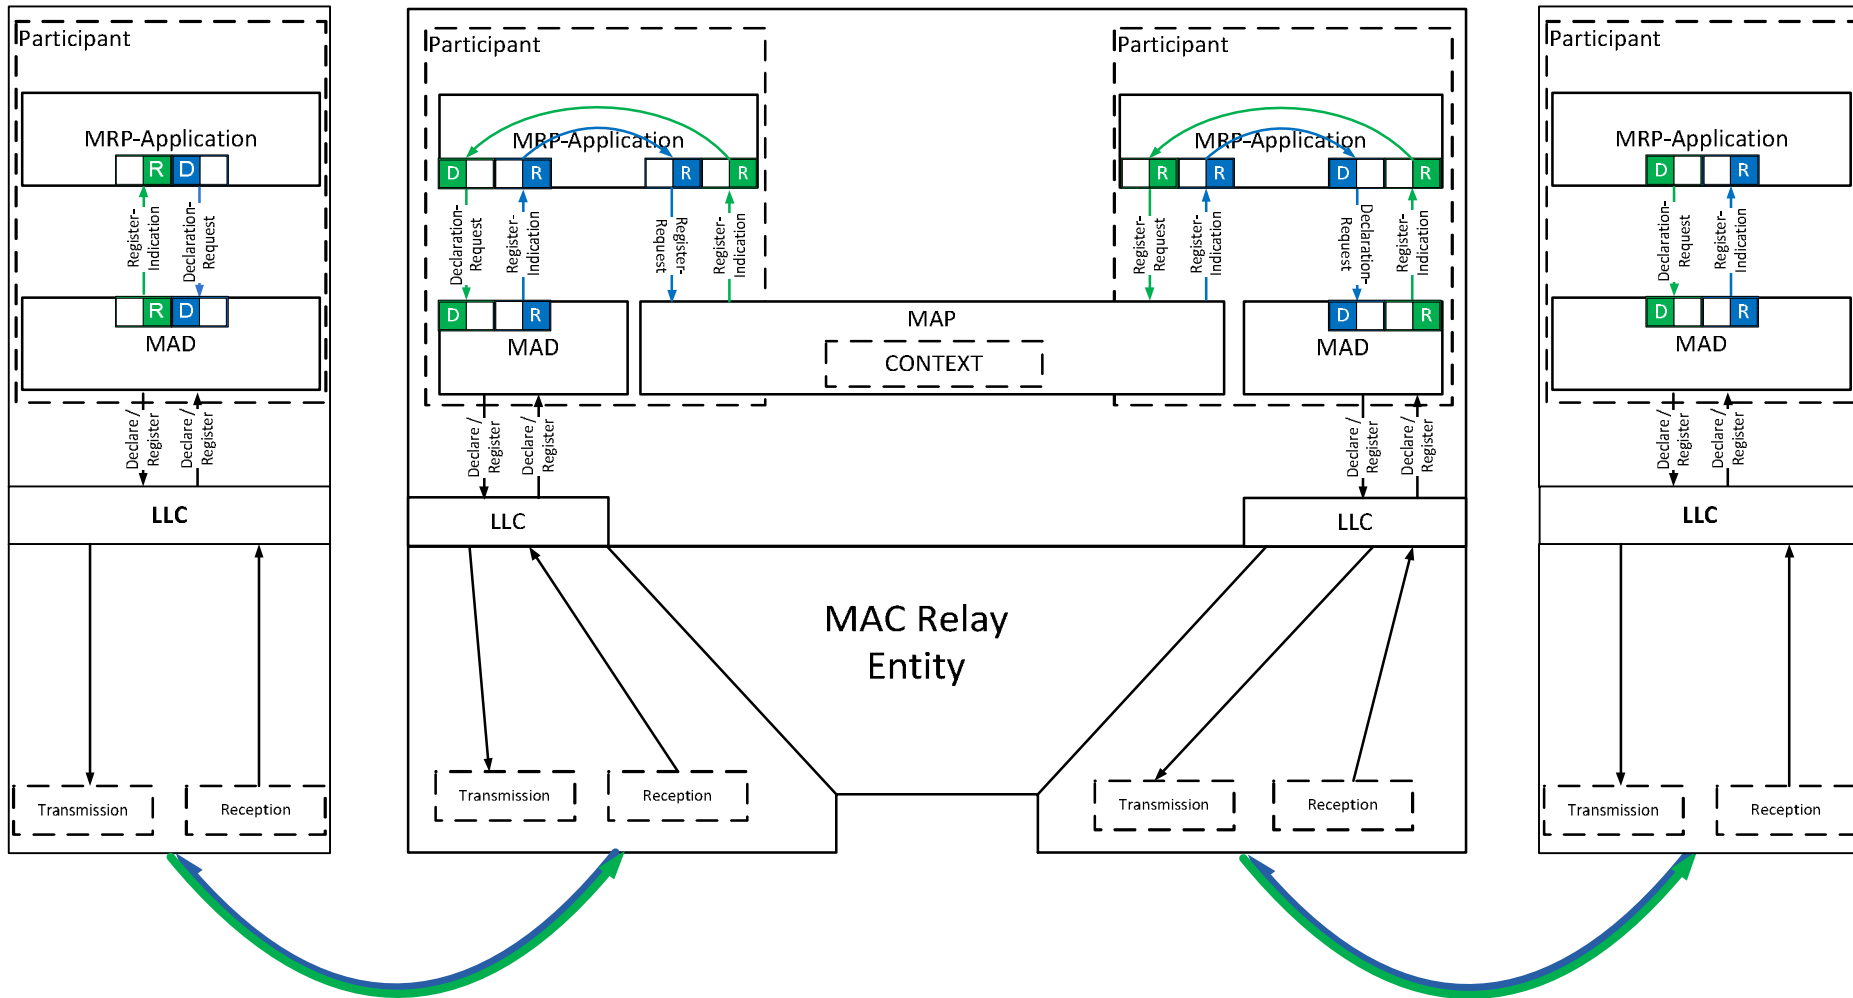 Participant
MRP-Application
R D
Register-
Indication
Declaration-
Request
R D
MAD
Declare /
Register
Declare /
Register
LLC
Transmission
Reception
Participant
MRP-Application
D R R R
Declaration-
Request
Register-
Indication
Register-
Request
Register-
Indication
D R
MAD
MAP
CONTEXT
Declare /
Register
Declare /
Register
LLC
Transmission
Reception
MAC Relay
Entity
Participant
MRP-Application
R R D R
Register-
Request
Register-
Indication
Declaration-
Request
Register-
Indication
D R
MAD
Declare /
Register
Declare /
Register
LLC
Transmission
Reception
Participant
MRP-Application
D R
Declaration-
Request
Register-
Indication
D R
MAD
Declare /
Register
Declare /
Register
LLC
Transmission
Reception